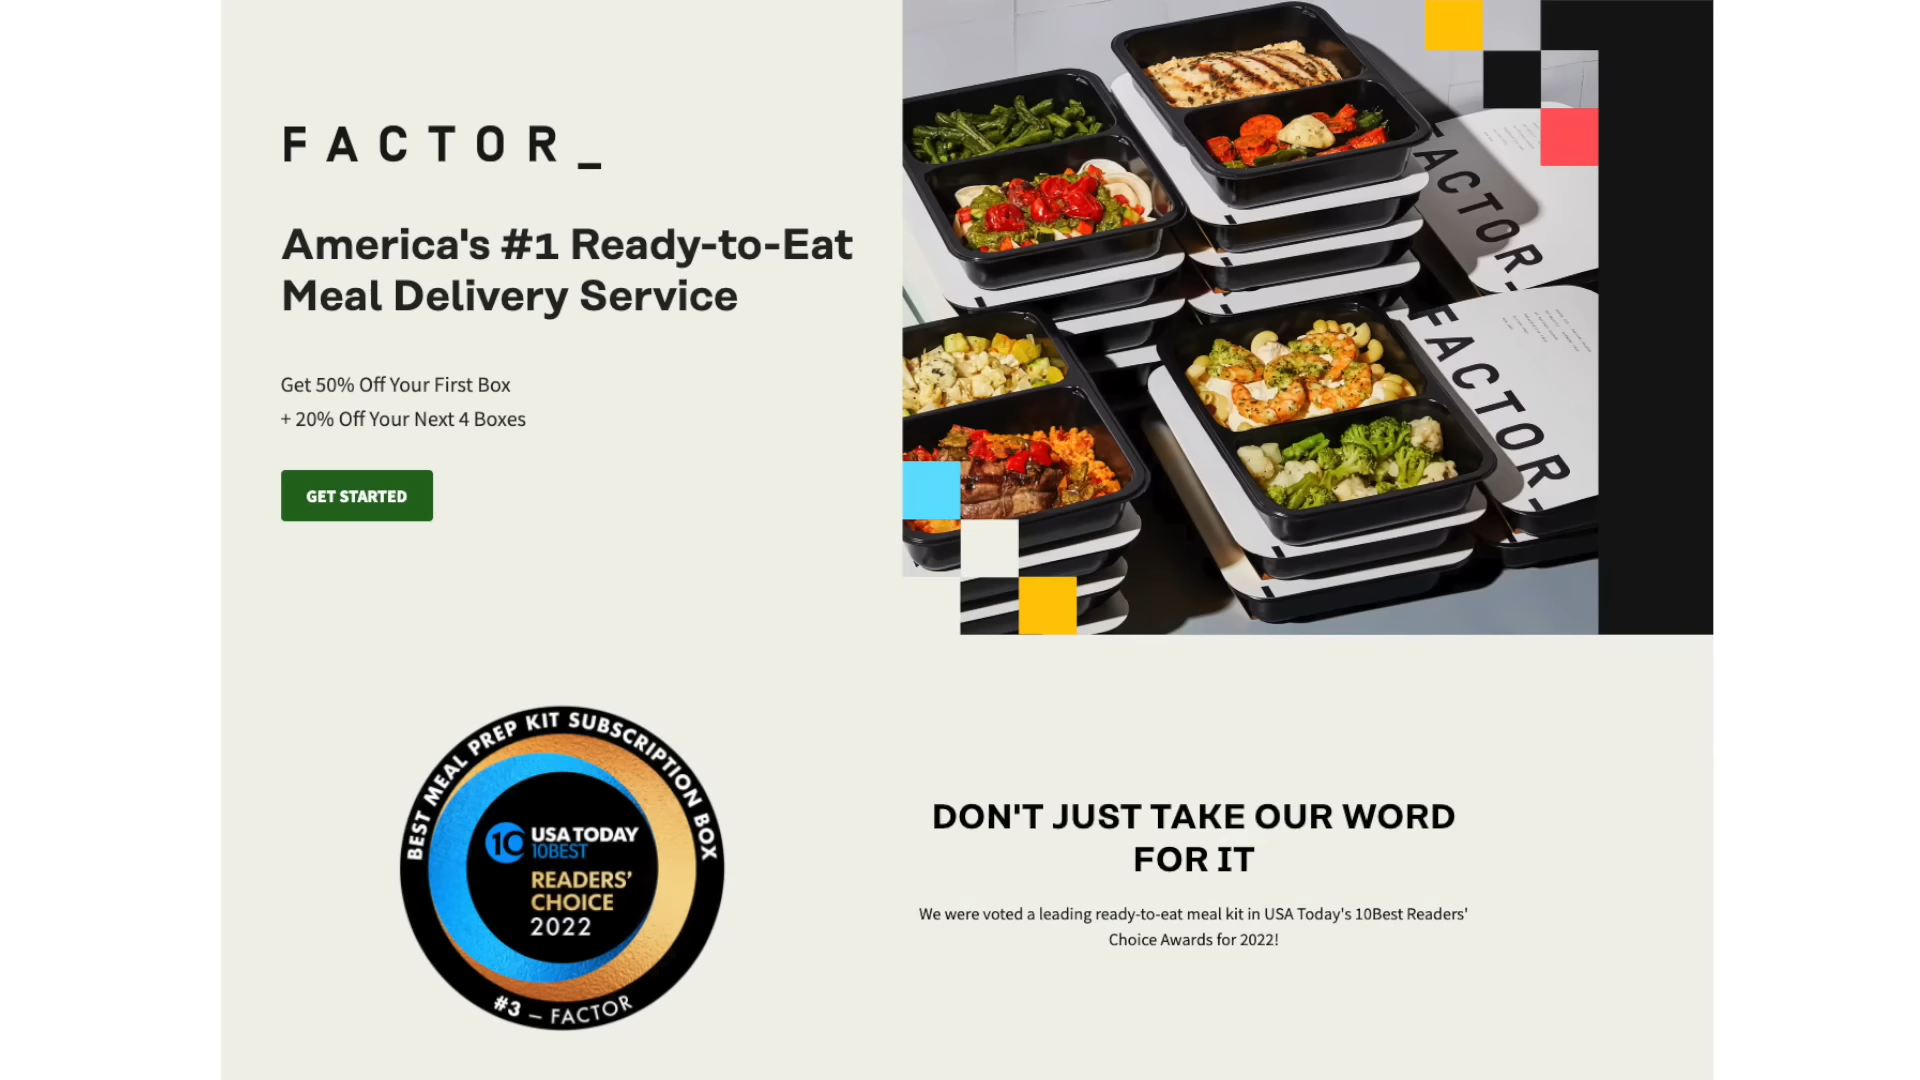 FACTOR_
America's #1 Ready-to-Eat
Meal Delivery Service
Get 50% Off Your First Box
+ 20% Off Your Next 4 Boxes
GET STARTED
FACTOR_
FACTOR_
BEST MEAL PREP KIT SUBSCRIPTION BOX
10 USA TODAY
10BEST
READERS'
CHOICE
2022
#3 – FACTOR
DON'T JUST TAKE OUR WORD
FOR IT
We were voted a leading ready-to-eat meal kit in USA Today's 10Best Readers'
Choice Awards for 2022!